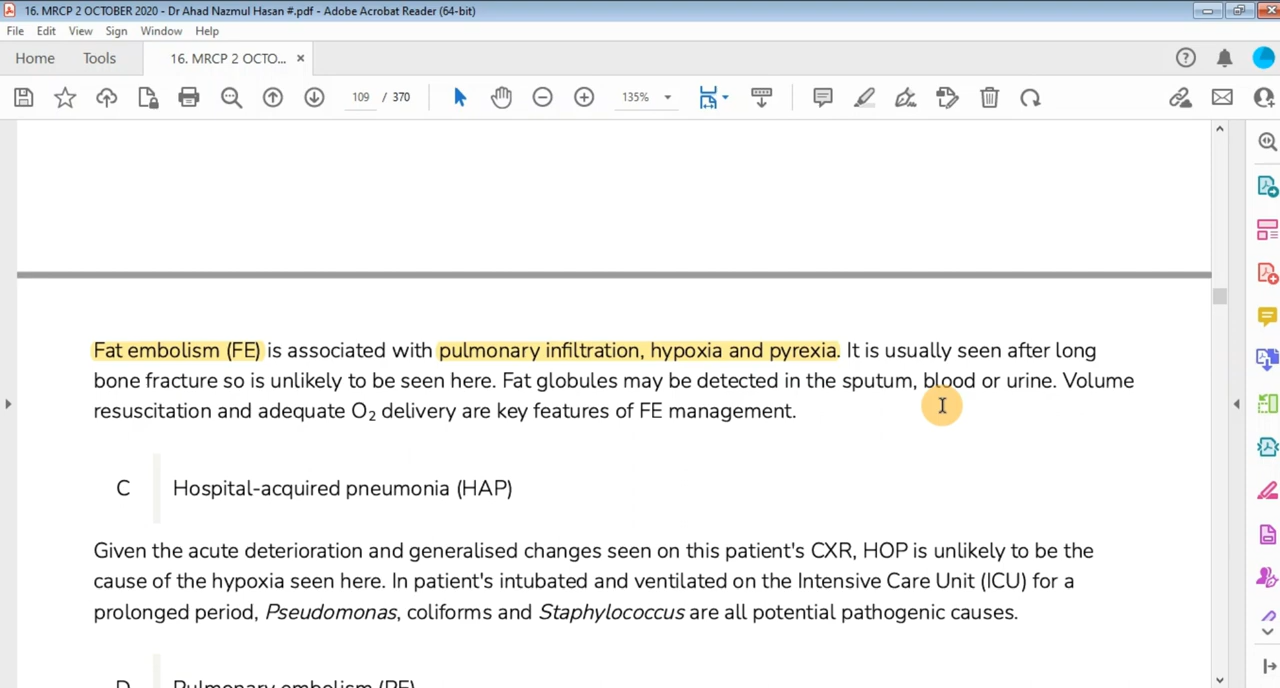 16. MRCP 2 OCTOBER 2020 - Dr Ahad Nazmul Hasan #.pdf - Adobe Acrobat Reader (64-bit)
File Edit View Sign Window Help
Home Tools 16. MRCP 2 OCTO... ×
109 / 370 135%
Fat embolism (FE) is associated with pulmonary infiltration, hypoxia and pyrexia. It is usually seen after long
bone fracture so is unlikely to be seen here. Fat globules may be detected in the sputum, blood or urine. Volume
resuscitation and adequate O₂ delivery are key features of FE management.
C Hospital-acquired pneumonia (HAP)
Given the acute deterioration and generalised changes seen on this patient's CXR, HOP is unlikely to be the
cause of the hypoxia seen here. In patient's intubated and ventilated on the Intensive Care Unit (ICU) for a
prolonged period, Pseudomonas, coliforms and Staphylococcus are all potential pathogenic causes.
D Pulmonary embolism (PE)